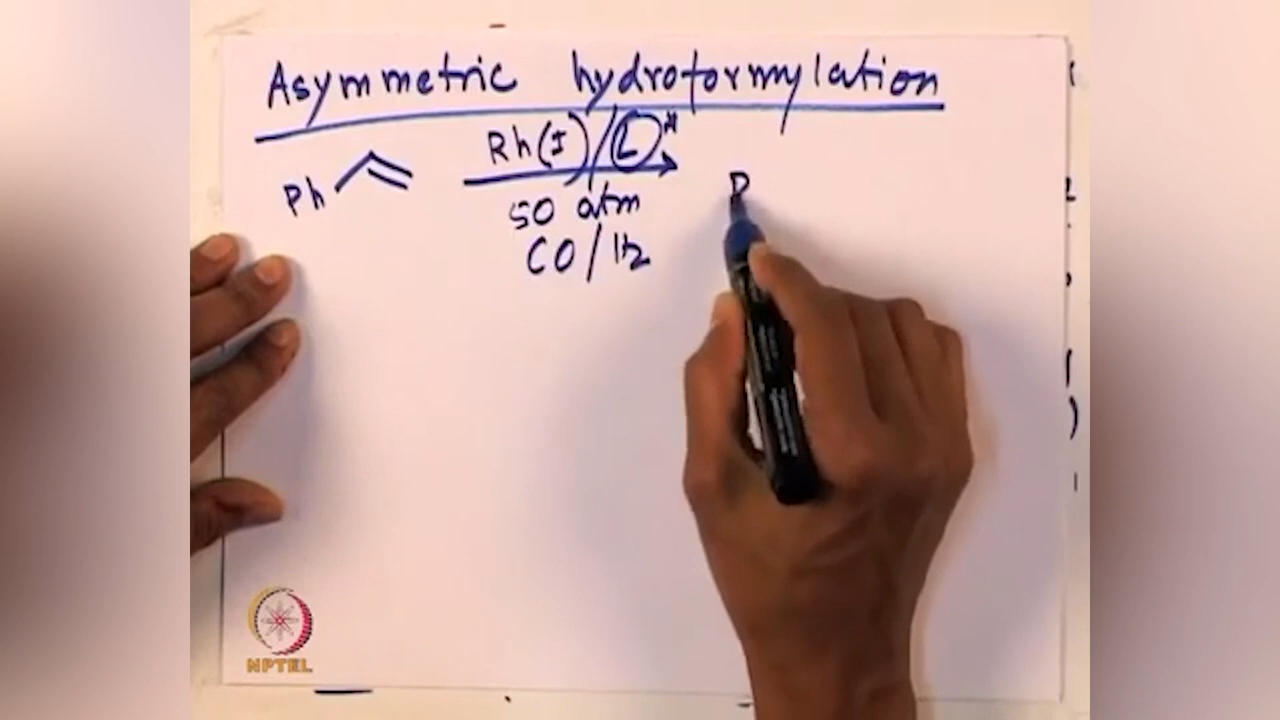 Asymmetric hydroformylation
Ph Rh(I)/L*
50 atm
CO/H2
P
NPTEL